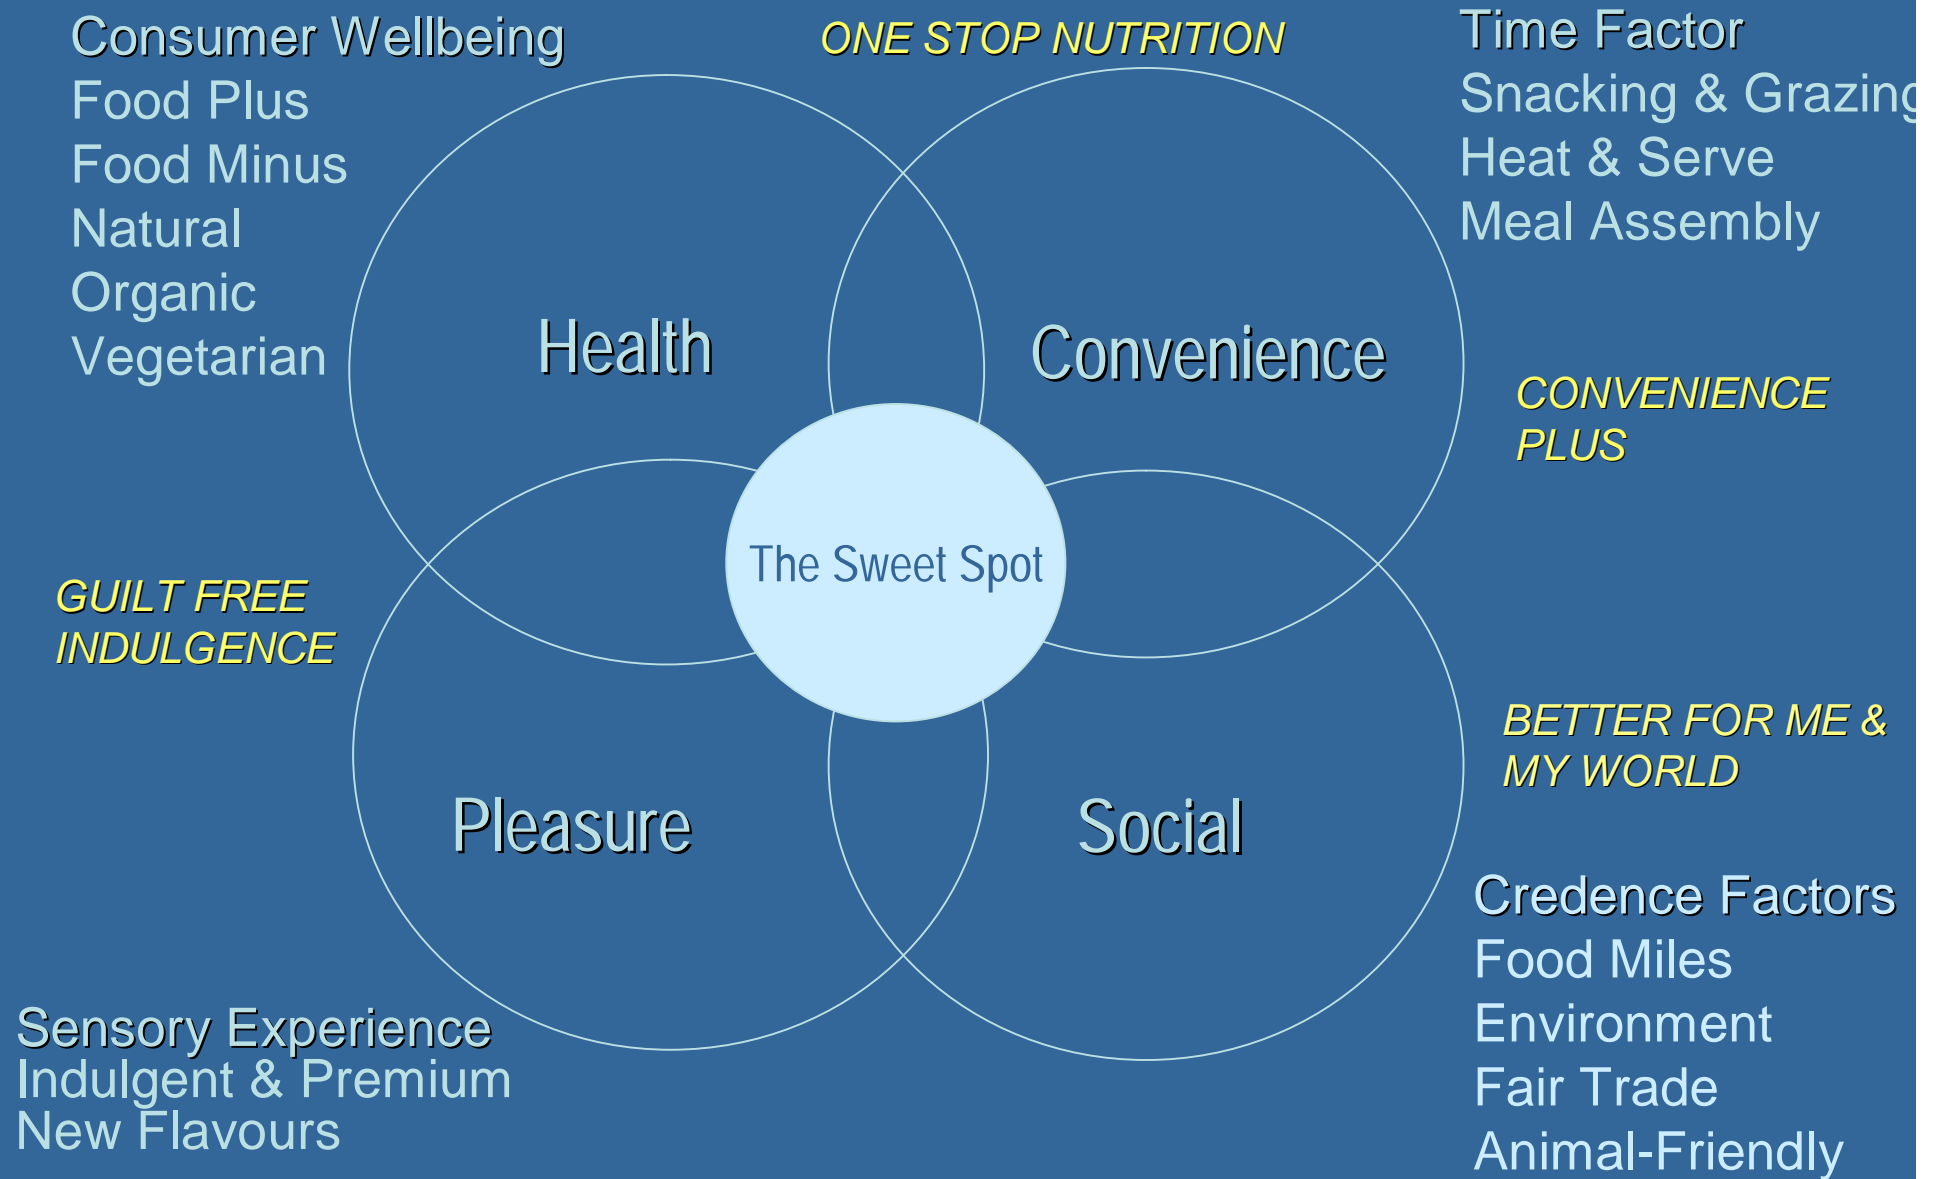 Consumer Wellbeing
Food Plus
Food Minus
Natural
Organic
Vegetarian
ONE STOP NUTRITION
Time Factor
Snacking & Grazing
Heat & Serve
Meal Assembly
Health
Convenience
CONVENIENCE
PLUS
The Sweet Spot
GUILT FREE
INDULGENCE
BETTER FOR ME &
MY WORLD
Pleasure
Social
Sensory Experience
Indulgent & Premium
New Flavours
Credence Factors
Food Miles
Environment
Fair Trade
Animal-Friendly